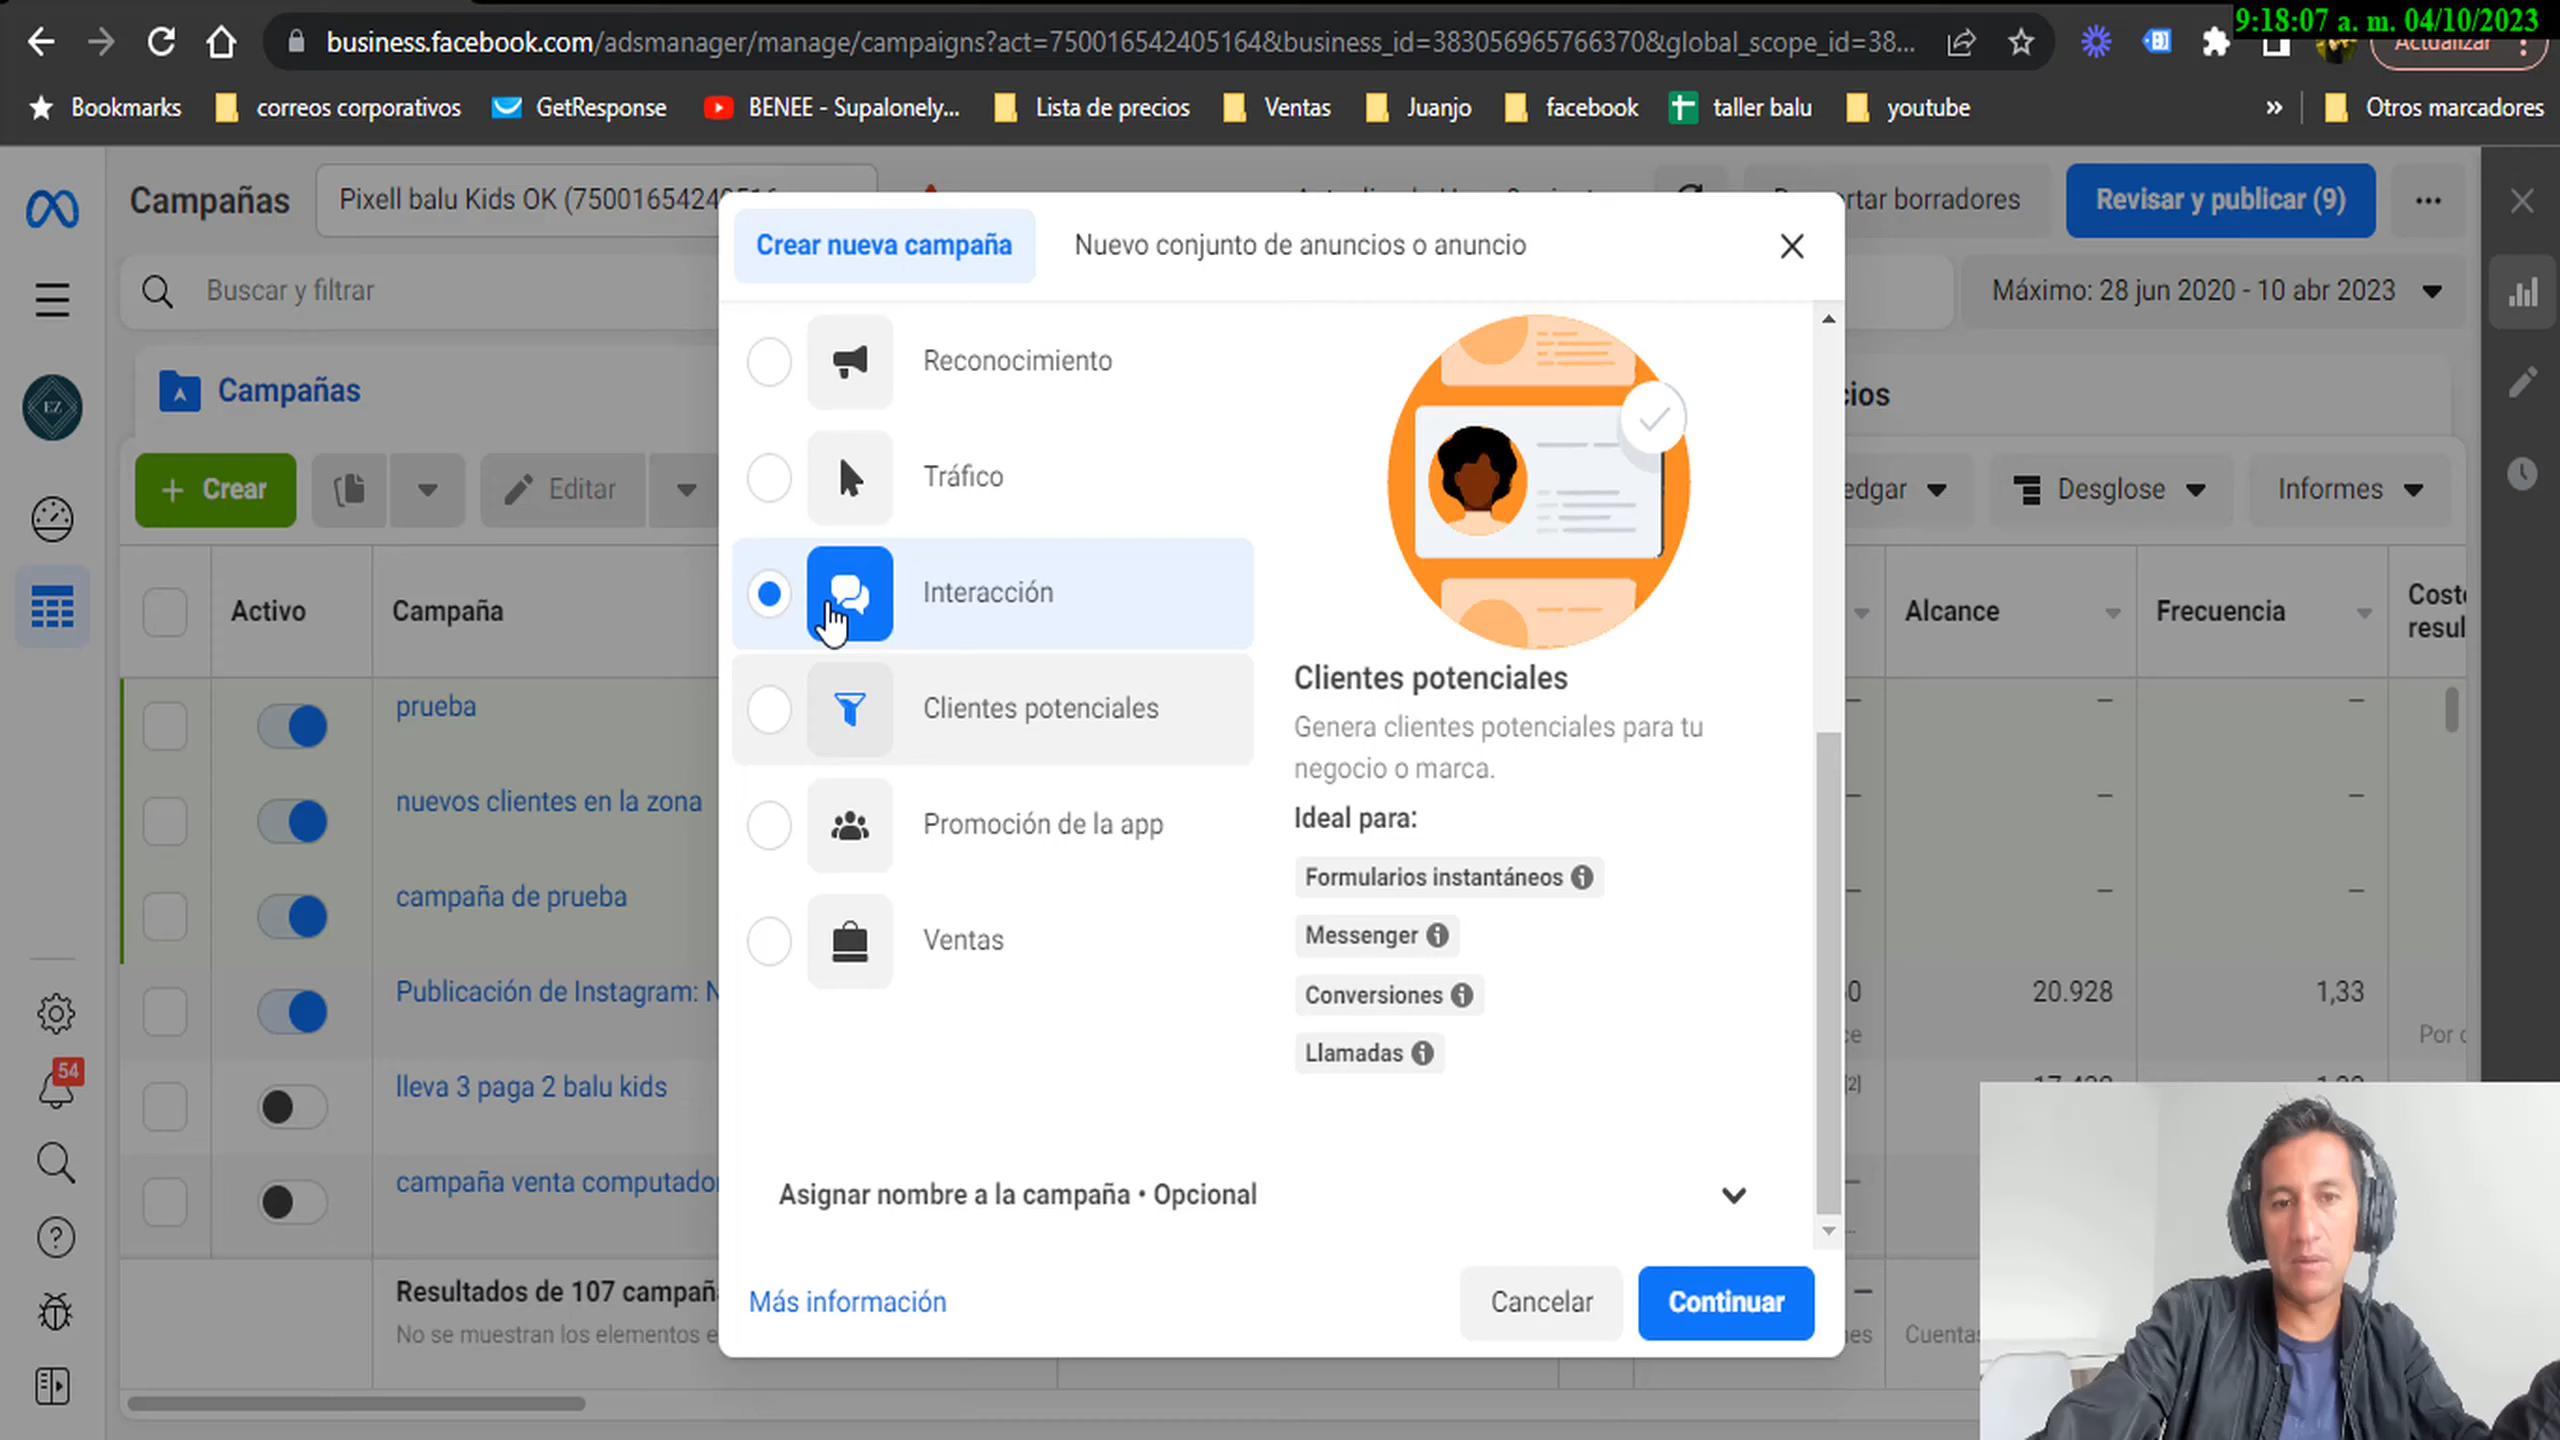 9:18:07 a. m. 04/10/2023
business.facebook.com/adsmanager/manage/campaigns?act=750016542405164&business_id=383056965766370&global_scope_id=38...
Actualizar
Bookmarks
correos corporativos
GetResponse
BENEE - Supalonely...
Lista de precios
Ventas
Juanjo
facebook
taller balu
youtube
»
Otros marcadores
Campañas
Pixell balu Kids OK
rtar borradores
Revisar y publicar (9)
Crear nueva campaña
Nuevo conjunto de anuncios o anuncio
Buscar y filtrar
Máximo: 28 jun 2020 - 10 abr 2023
Campañas
cios
EZ
+ Crear
Editar
edgar
Desglose
Informes
Activo
Campaña
Alcance
Frecuencia
resul
prueba
nuevos clientes en la zona
campaña de prueba
Publicación de Instagram: N
20.928
1,33
Por
lleva 3 paga 2 balu kids
[2]
campaña venta computador
54
Resultados de 107 campañ
No se muestran los elementos e
Cuentas
Reconocimiento
Tráfico
Interacción
Clientes potenciales
Promoción de la app
Ventas
Clientes potenciales
Genera clientes potenciales para tu
negocio o marca.
Ideal para:
Formularios instantáneos
Messenger
Conversiones
Llamadas
Asignar nombre a la campaña • Opcional
Más información
Cancelar
Continuar